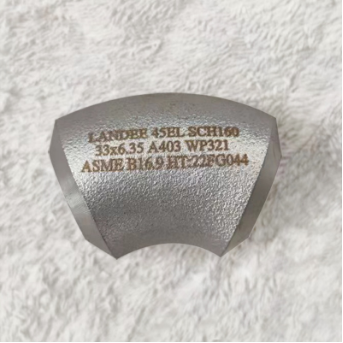 LANDEE 45EL SCH160
33x6.35 A403 WP321
ASME B16.9 HT:22FG044